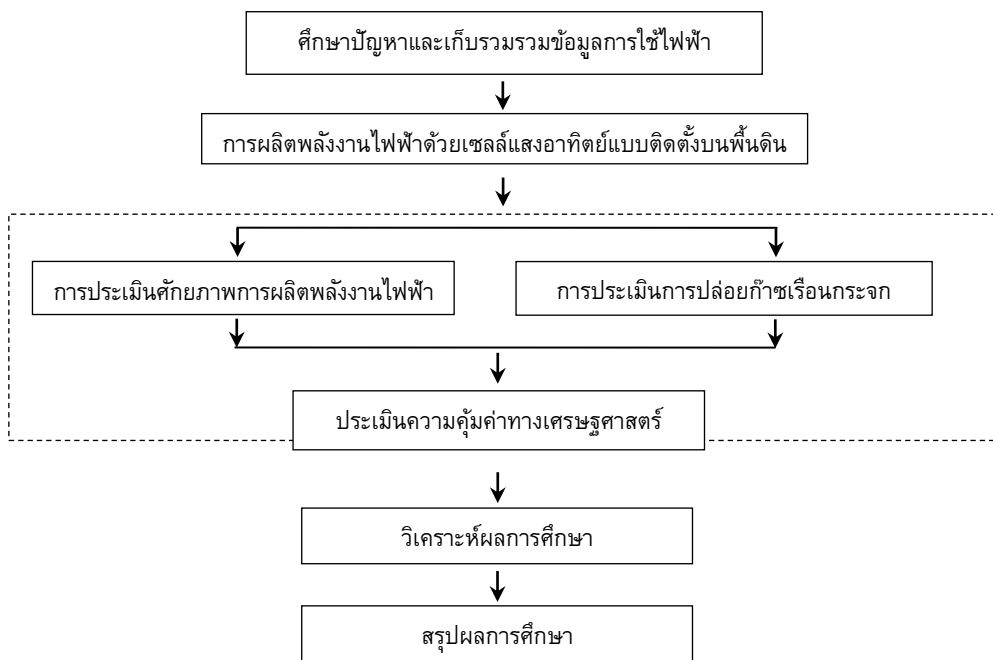 ศึกษาปัญหาและเก็บรวมรวมข้อมูลการใช้ไฟฟ้า
การผลิตพลังงานไฟฟ้าด้วยเซลล์แสงอาทิตย์แบบติดตั้งบนพื้นดิน
การประเมินศักยภาพการผลิตพลังงานไฟฟ้า
การประเมินการปล่อยก๊าซเรือนกระจก
ประเมินความคุ้มค่าทางเศรษฐศาสตร์
วิเคราะห์ผลการศึกษา
สรุปผลการศึกษา